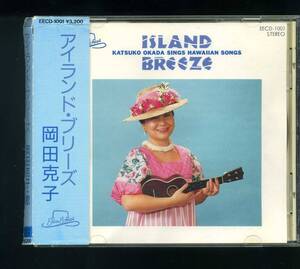 EECD-1001 ¥3,200
アイランド・ブリーズ
岡田克子
ISLAND
KATSUKO OKADA SINGS HAWAIIAN SONGS
BREEZE
EECD-1001
STEREO